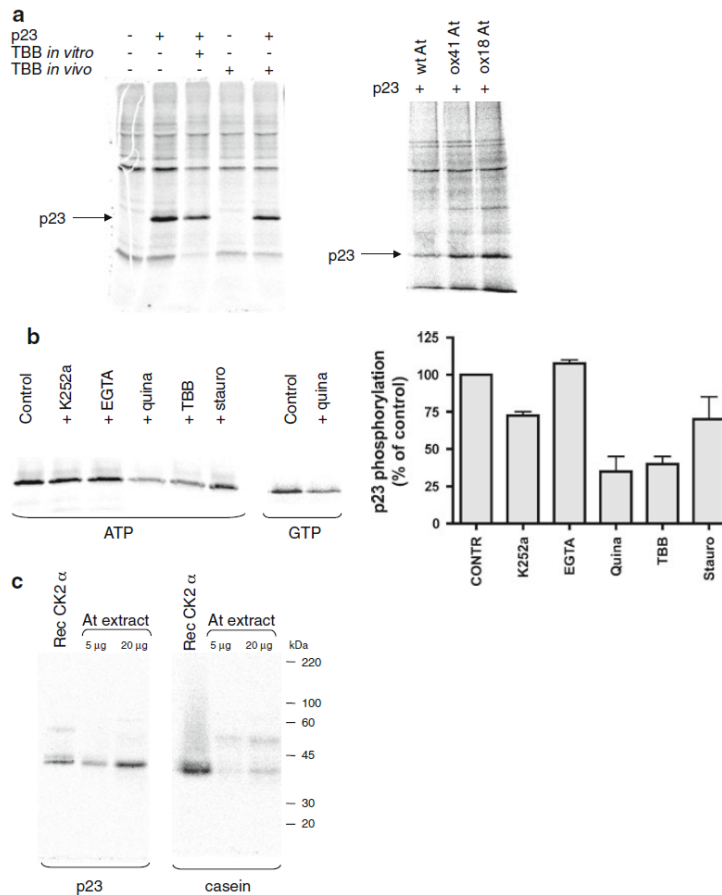 a
p23 - + + - +
TBB in vitro - - + - -
TBB in vivo - - - + +
p23
wt At
ox41 At
ox18 At
p23 + + +
p23
b
Control
+ K252a
+ EGTA
+ quina
+ TBB
+ stauro
Control
+ quina
ATP
GTP
p23 phosphorylation
(% of control)
125
100
75
50
25
0
CONTR
K252a
EGTA
Quina
TBB
Stauro
c
Rec CK2 α
At extract
5 µg 20 µg
Rec CK2 α
At extract
5 µg 20 µg
kDa
220
100
60
45
30
20
p23
casein